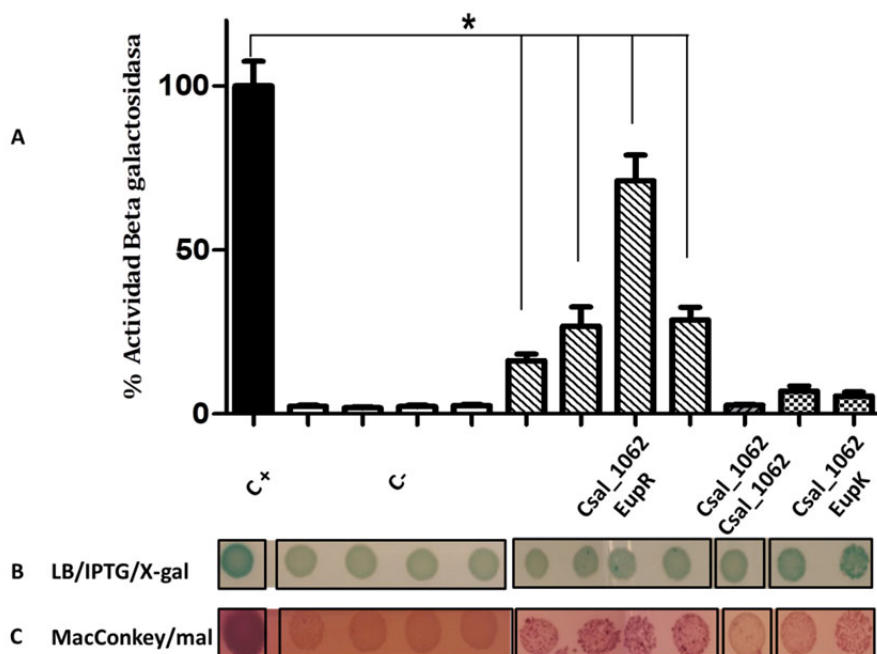 *
A
% Actividad Beta galactosidasa
100
50
0
C+
C-
Csal_1062
EupR
Csal_1062
Csal_1062
Csal_1062
EupK
B LB/IPTG/X-gal
C MacConkey/mal